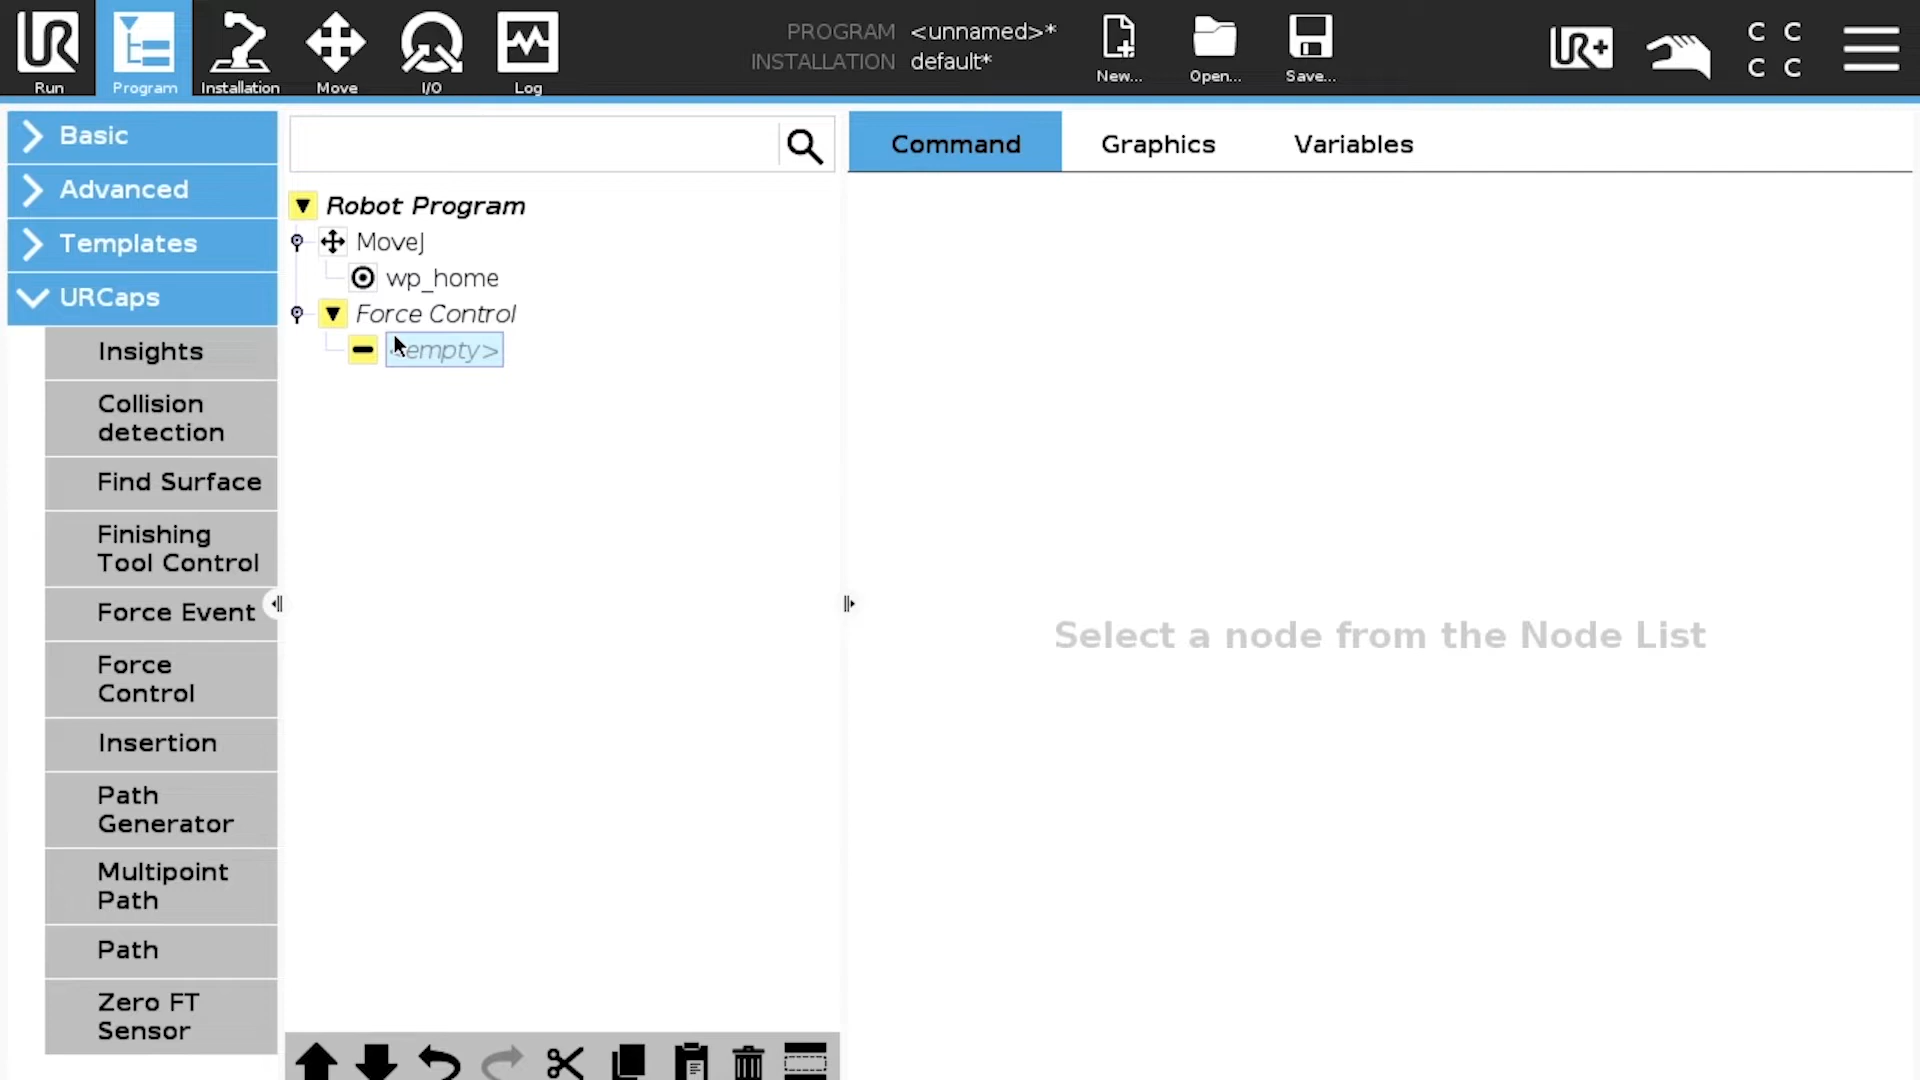 PROGRAM <unnamed>*
INSTALLATION default*
Run
Program
Installation
Move
I/O
Log
New...
Open...
Save...
UR+
C C
C C
Basic
Advanced
Templates
URCaps
Insights
Collision
detection
Find Surface
Finishing
Tool Control
Force Event
Force
Control
Insertion
Path
Generator
Multipoint
Path
Path
Zero FT
Sensor
Robot Program
MoveJ
wp_home
Force Control
<empty>
Command
Graphics
Variables
Select a node from the Node List